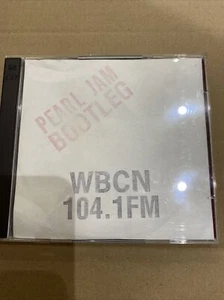 PEARL JAM
BOOTLEG
WBCN
104.1FM